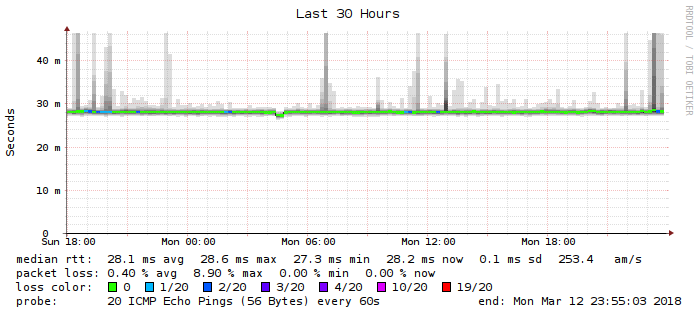 Last 30 Hours
RRDTOOL / TOBI OETIKER
Seconds
40 m
30 m
20 m
10 m
0
Sun 18:00 Mon 00:00 Mon 06:00 Mon 12:00 Mon 18:00
median rtt: 28.1 ms avg 28.6 ms max 27.3 ms min 28.2 ms now 0.1 ms sd 253.4 am/s
packet loss: 0.40 % avg 8.90 % max 0.00 % min 0.00 % now
loss color: 0 1/20 2/20 3/20 4/20 10/20 19/20
probe: 20 ICMP Echo Pings (56 Bytes) every 60s end: Mon Mar 12 23:55:03 2018